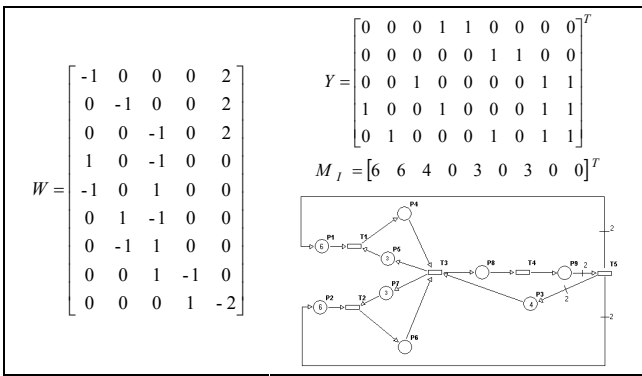 W = [
-1 0 0 0 2
0 -1 0 0 2
0 0 -1 0 2
1 0 -1 0 0
-1 0 1 0 0
0 1 -1 0 0
0 -1 1 0 0
0 0 1 -1 0
0 0 0 1 -2
]
Y = [
0 0 0 1 1 0 0 0 0
0 0 0 0 0 1 1 0 0
0 0 1 0 0 0 0 1 1
1 0 0 1 0 0 0 1 1
0 1 0 0 0 1 0 1 1
]T
M I = [6 6 4 0 3 0 3 0 0]T
P4
2
P1 T1
6
P5
3
T3 P8 T4 P9 T5
2
P7
3
P3
4
2
P2 T2
6
2
P6